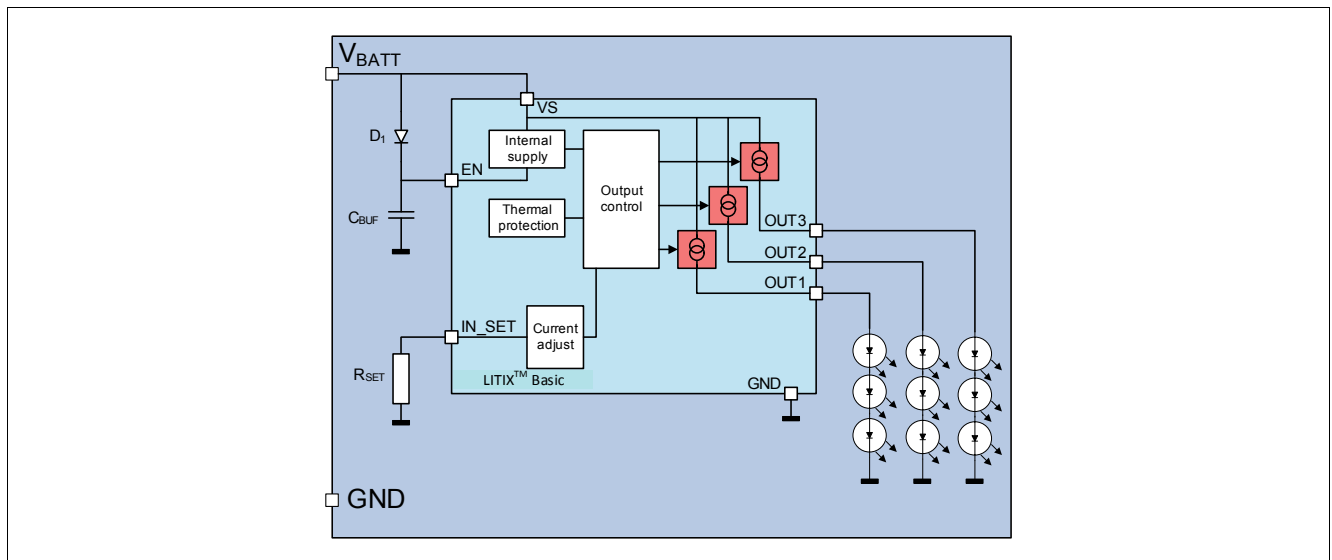 VBATT
VS
D1
Internal
supply
EN
Output
control
CBUF
Thermal
protection
OUT3
OUT2
OUT1
IN_SET
Current
adjust
RSET
LITIX™ Basic
GND
GND